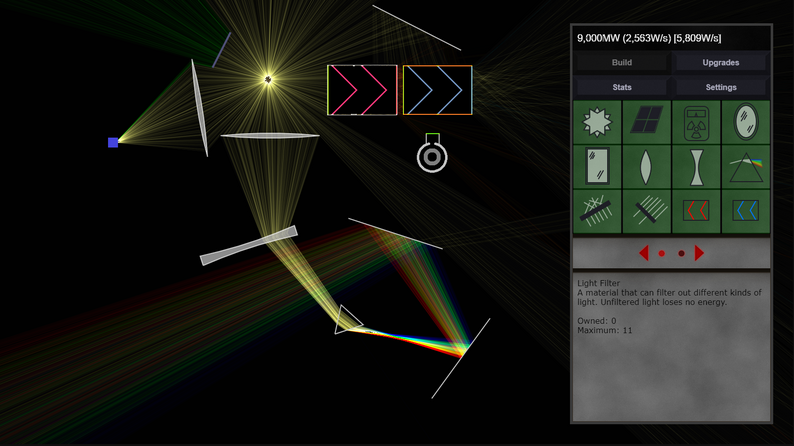 9,000MW (2,563W/s) [5,809W/s]
Build
Upgrades
Stats
Settings
Light Filter
A material that can filter out different kinds of
light. Unfiltered light loses no energy.
Owned: 0
Maximum: 11